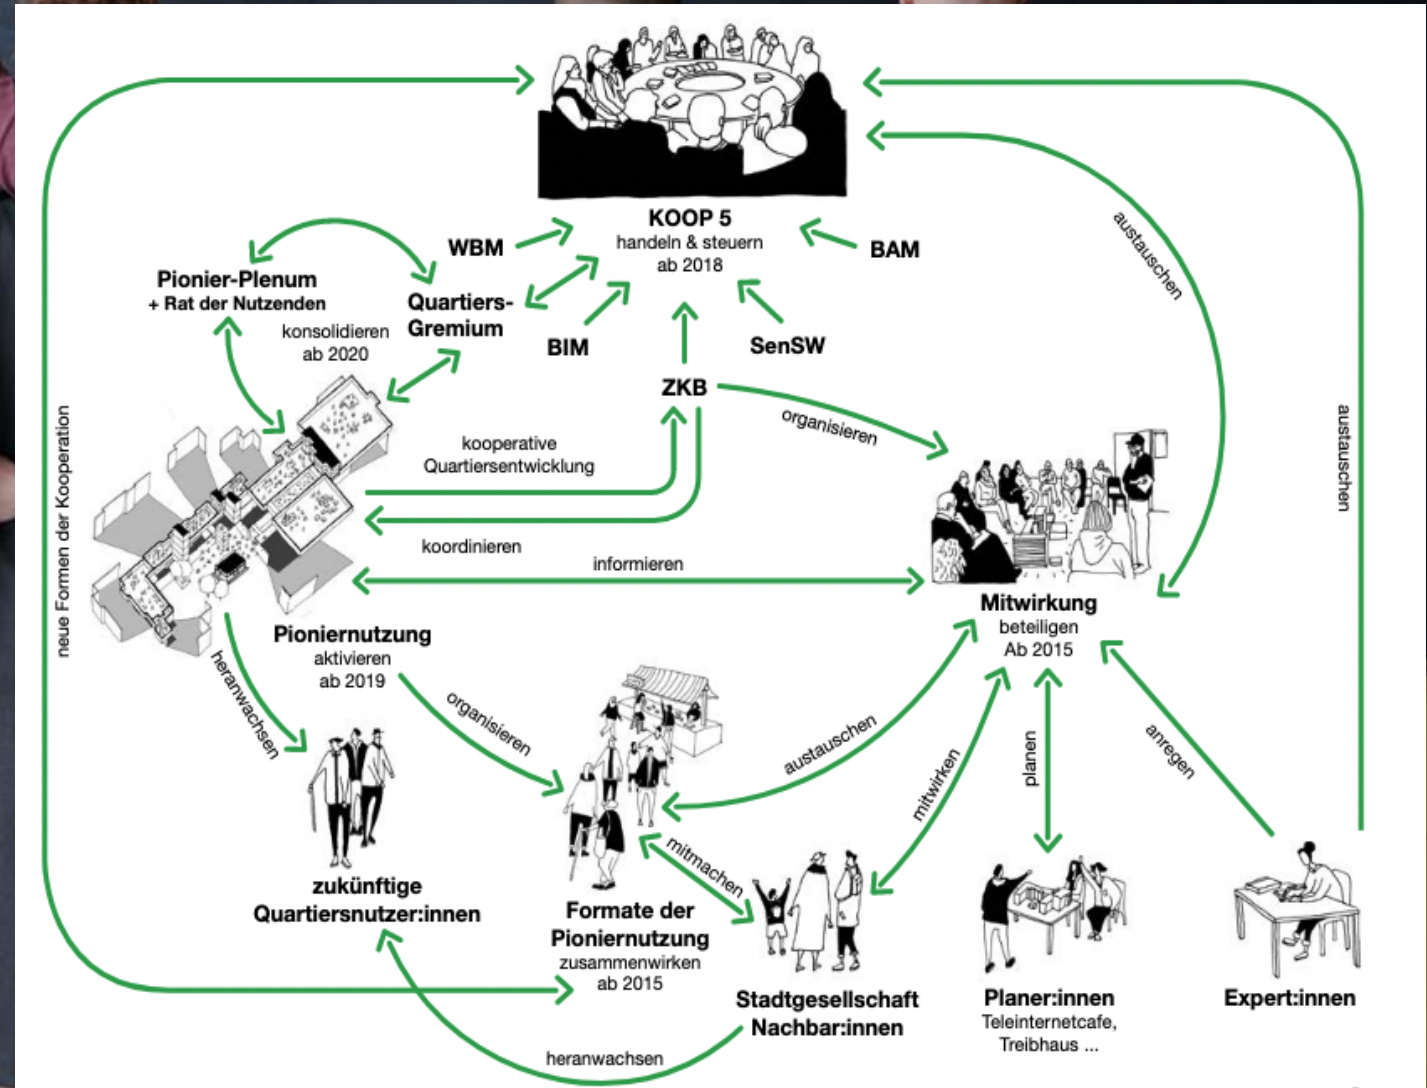 KOOP 5
handeln & steuern
ab 2018
WBM
BAM
austauschen
Pionier-Plenum
+ Rat der Nutzenden
Quartiers-
Gremium
konsolidieren
ab 2020
BIM
SenSW
ZKB
organisieren
neue Formen der Kooperation
austauschen
kooperative
Quartiersentwicklung
koordinieren
informieren
Mitwirkung
beteiligen
Ab 2015
Pioniernutzung
aktivieren
ab 2019
heranwachsen
organisieren
austauschen
mitwirken
planen
anregen
mitmachen
zukünftige
Quartiersnutzer:innen
Formate der
Pioniernutzung
zusammenwirken
ab 2015
Stadtgesellschaft
Nachbar:innen
Planer:innen
Teleinternetcafe,
Treibhaus ...
Expert:innen
heranwachsen